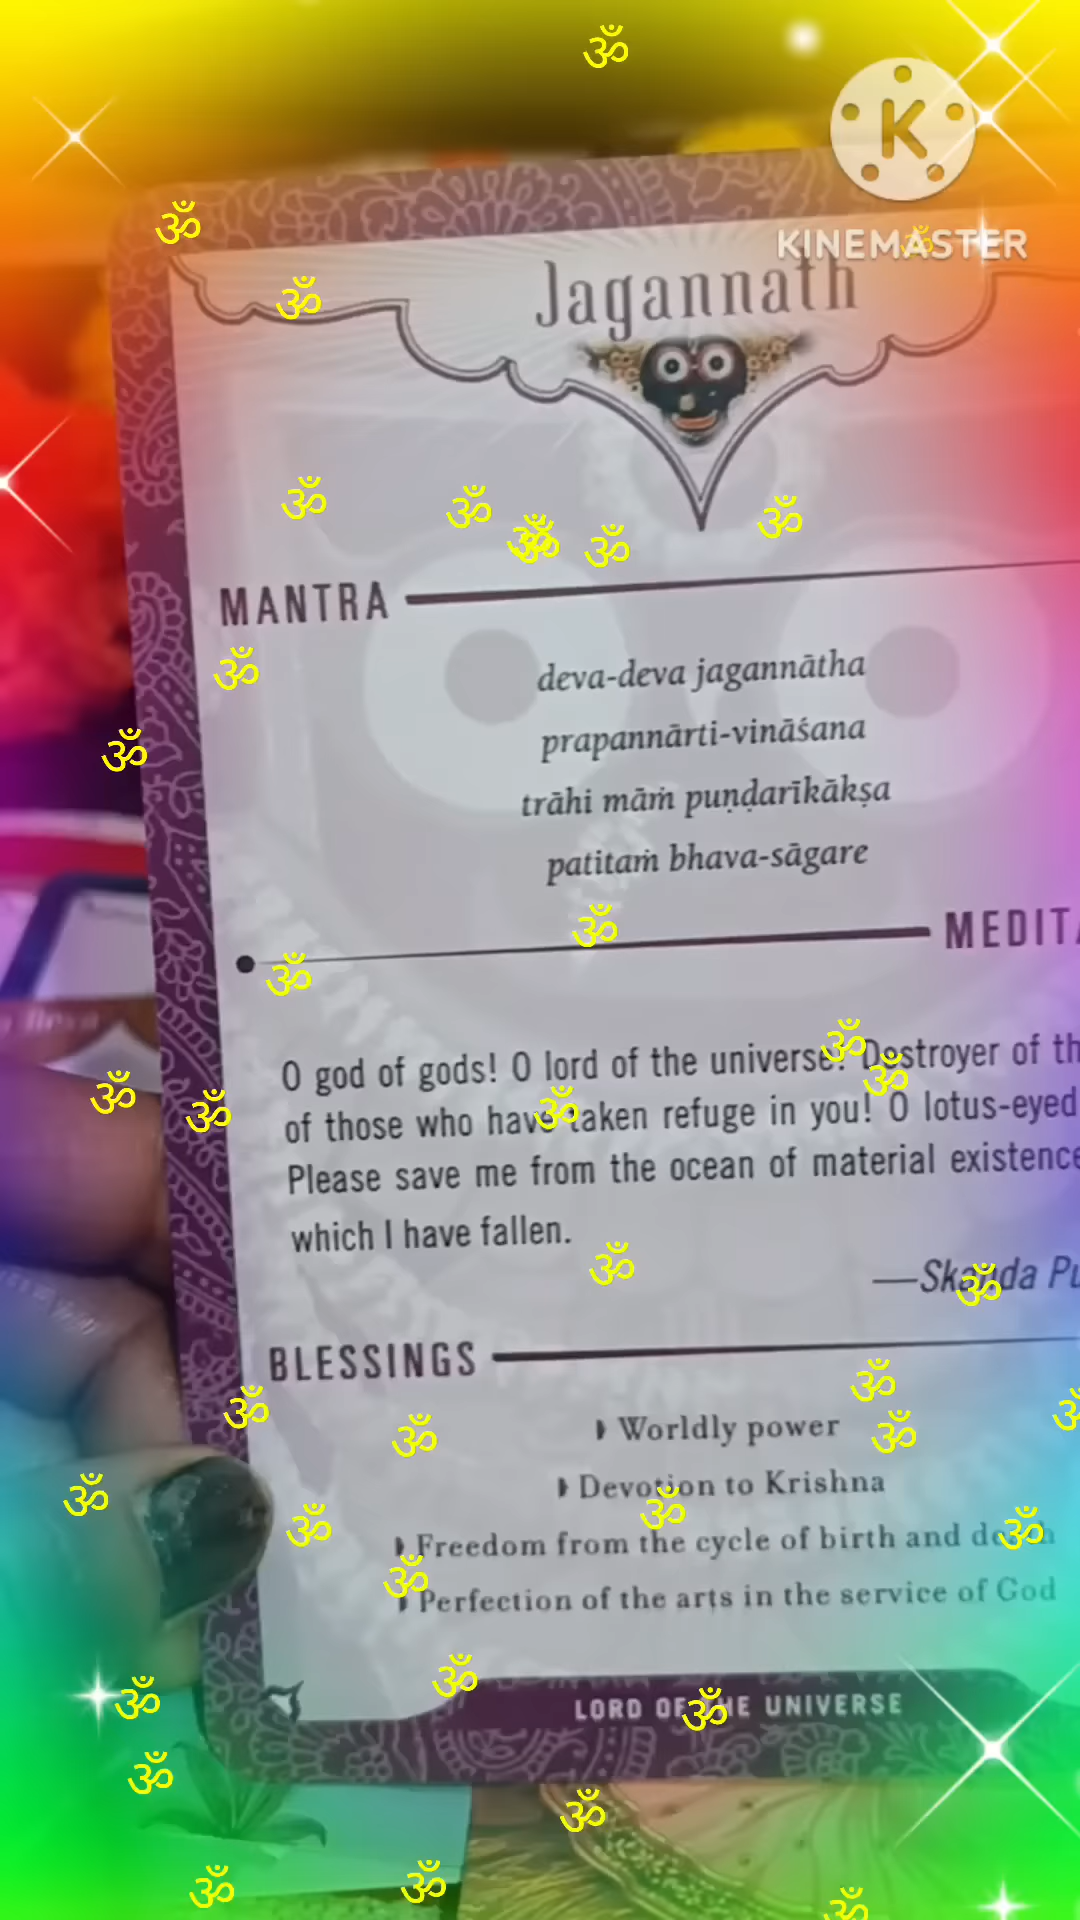 K
KINEMASTER
Jagannath
MANTRA
deva-deva jagannātha
prapannārti-vināśana
trāhi māṁ puṇḍarīkākṣa
patitaṁ bhava-sāgare
MEDITA
O god of gods! O lord of the universe! Destroyer of th
of those who have taken refuge in you! O lotus-eyed
Please save me from the ocean of material existence
which I have fallen.
—Skanda Pu
BLESSINGS
Worldly power
Devotion to Krishna
Freedom from the cycle of birth and death
Perfection of the arts in the service of God
LORD OF THE UNIVERSE